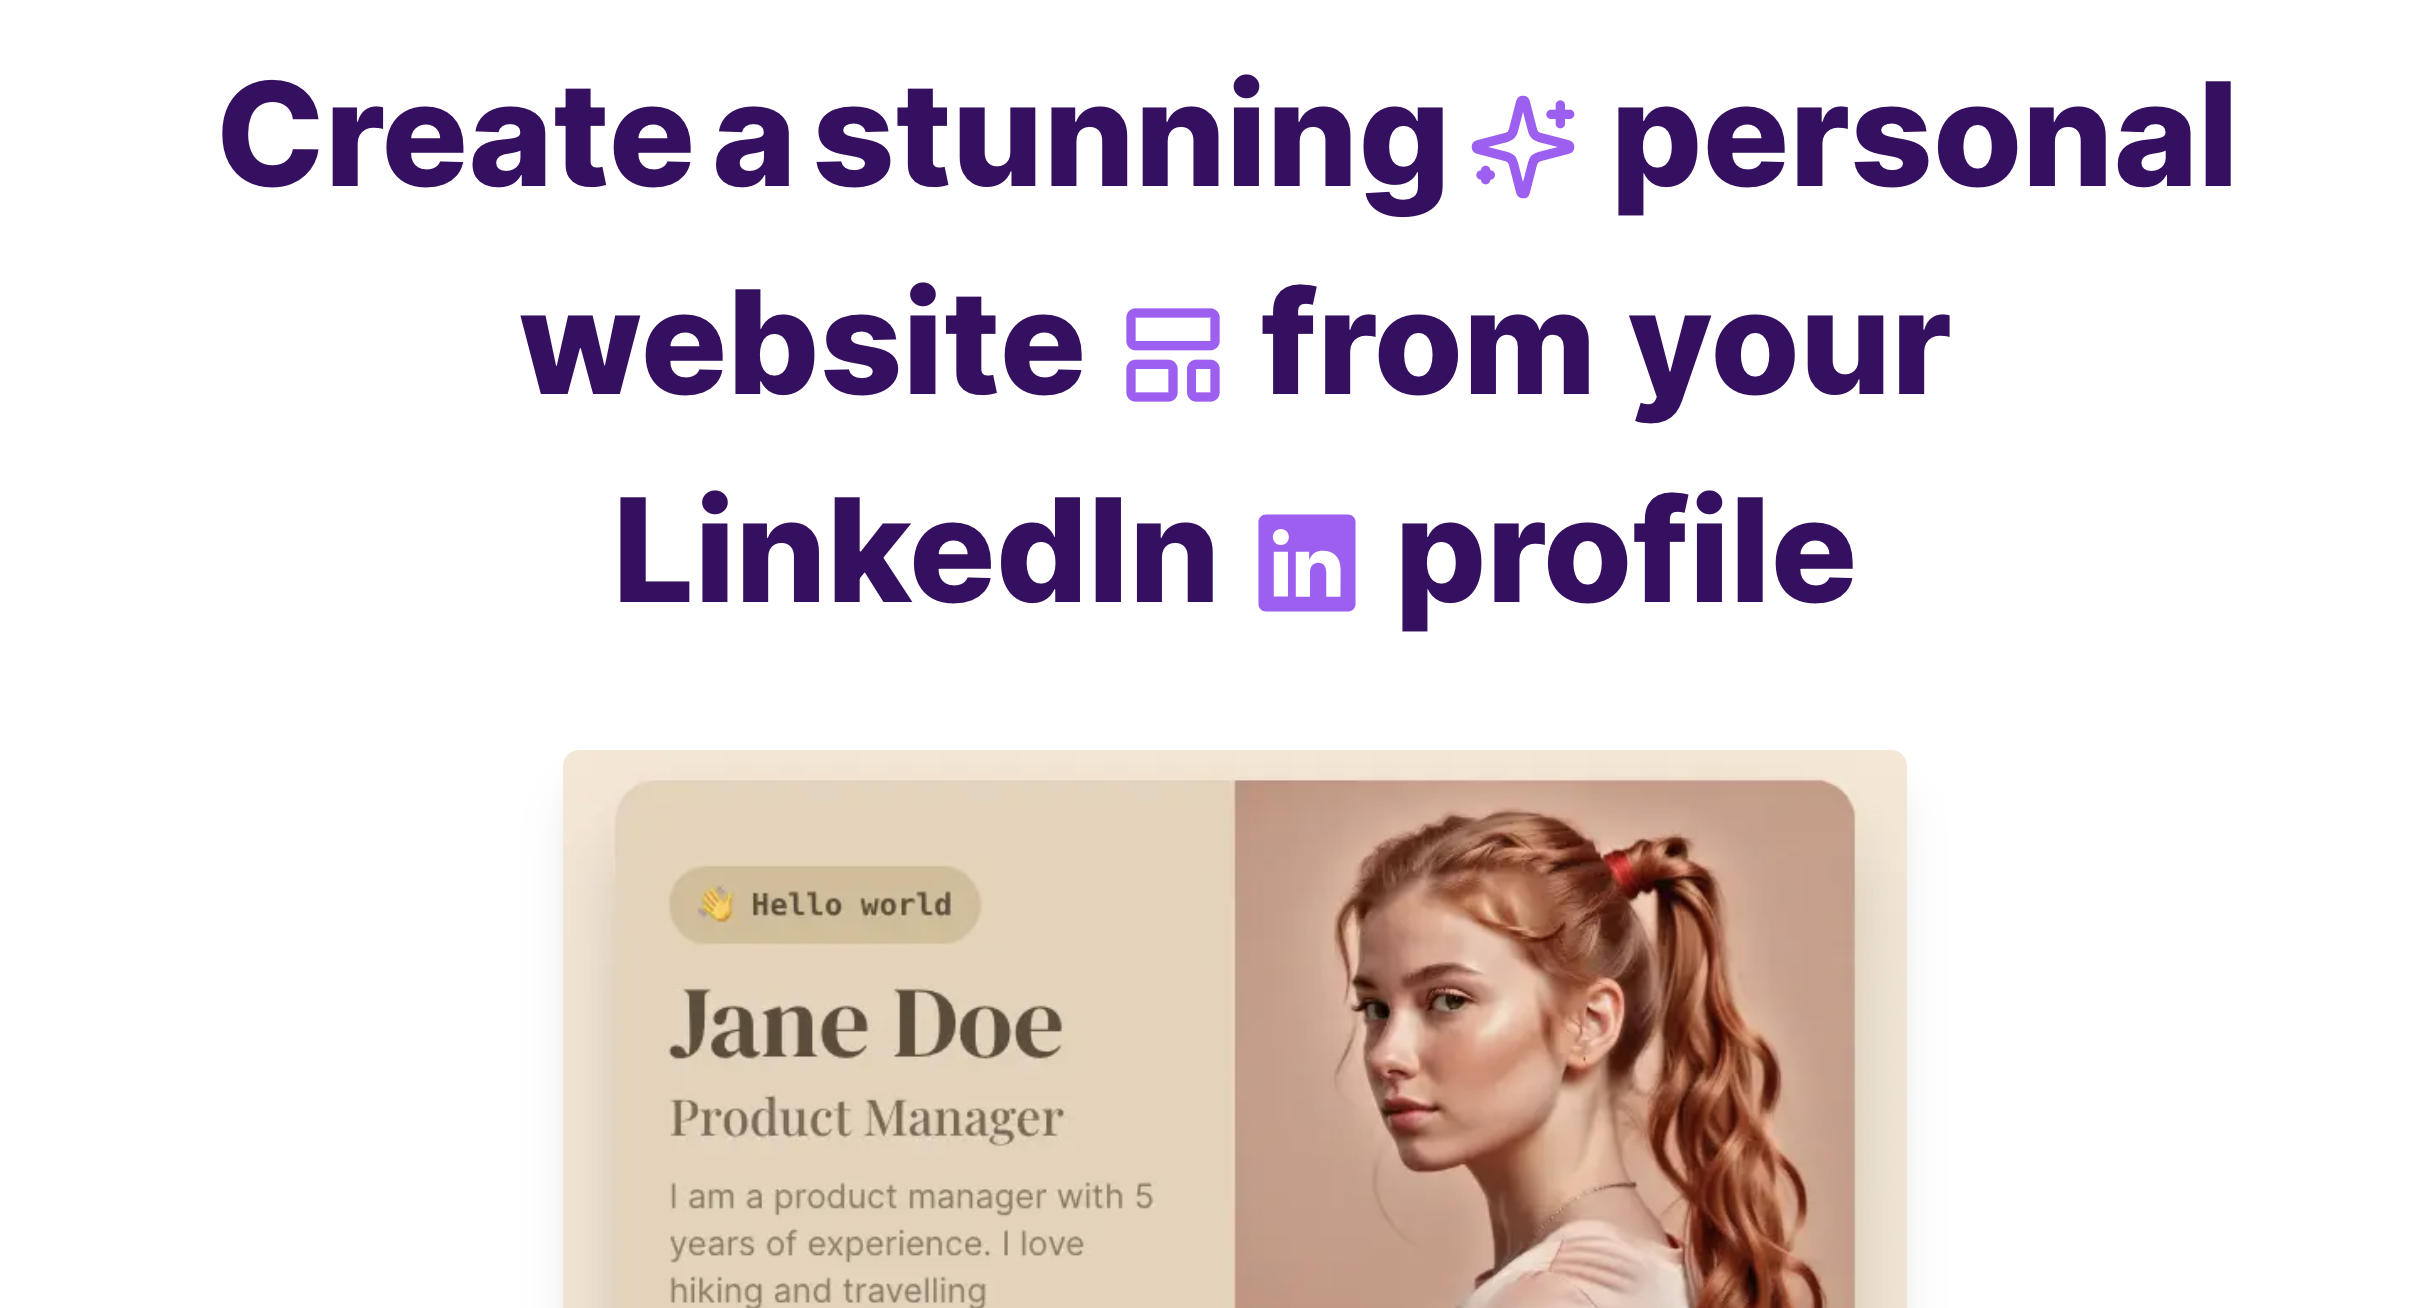 Create a stunning personal
website from your
LinkedIn in profile
👋 Hello world
Jane Doe
Product Manager
I am a product manager with 5
years of experience. I love
hiking and travelling